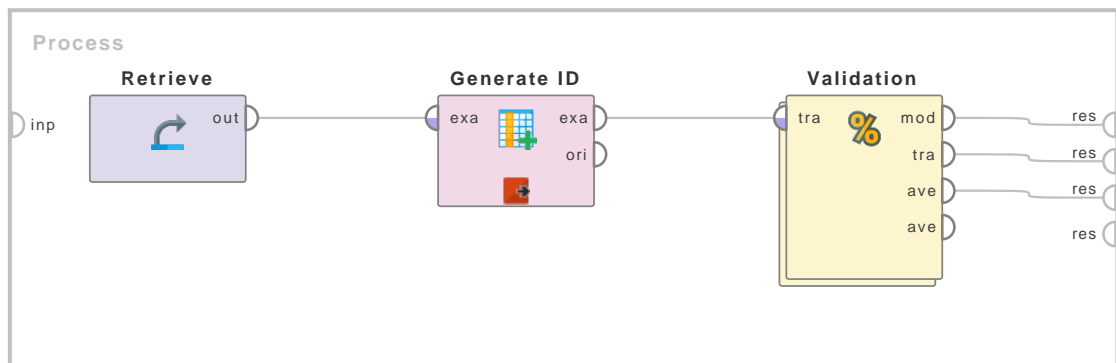 Process
Retrieve
Generate ID
Validation
inp
out
exa
exa
ori
tra
mod
tra
ave
ave
res
res
res
res
%